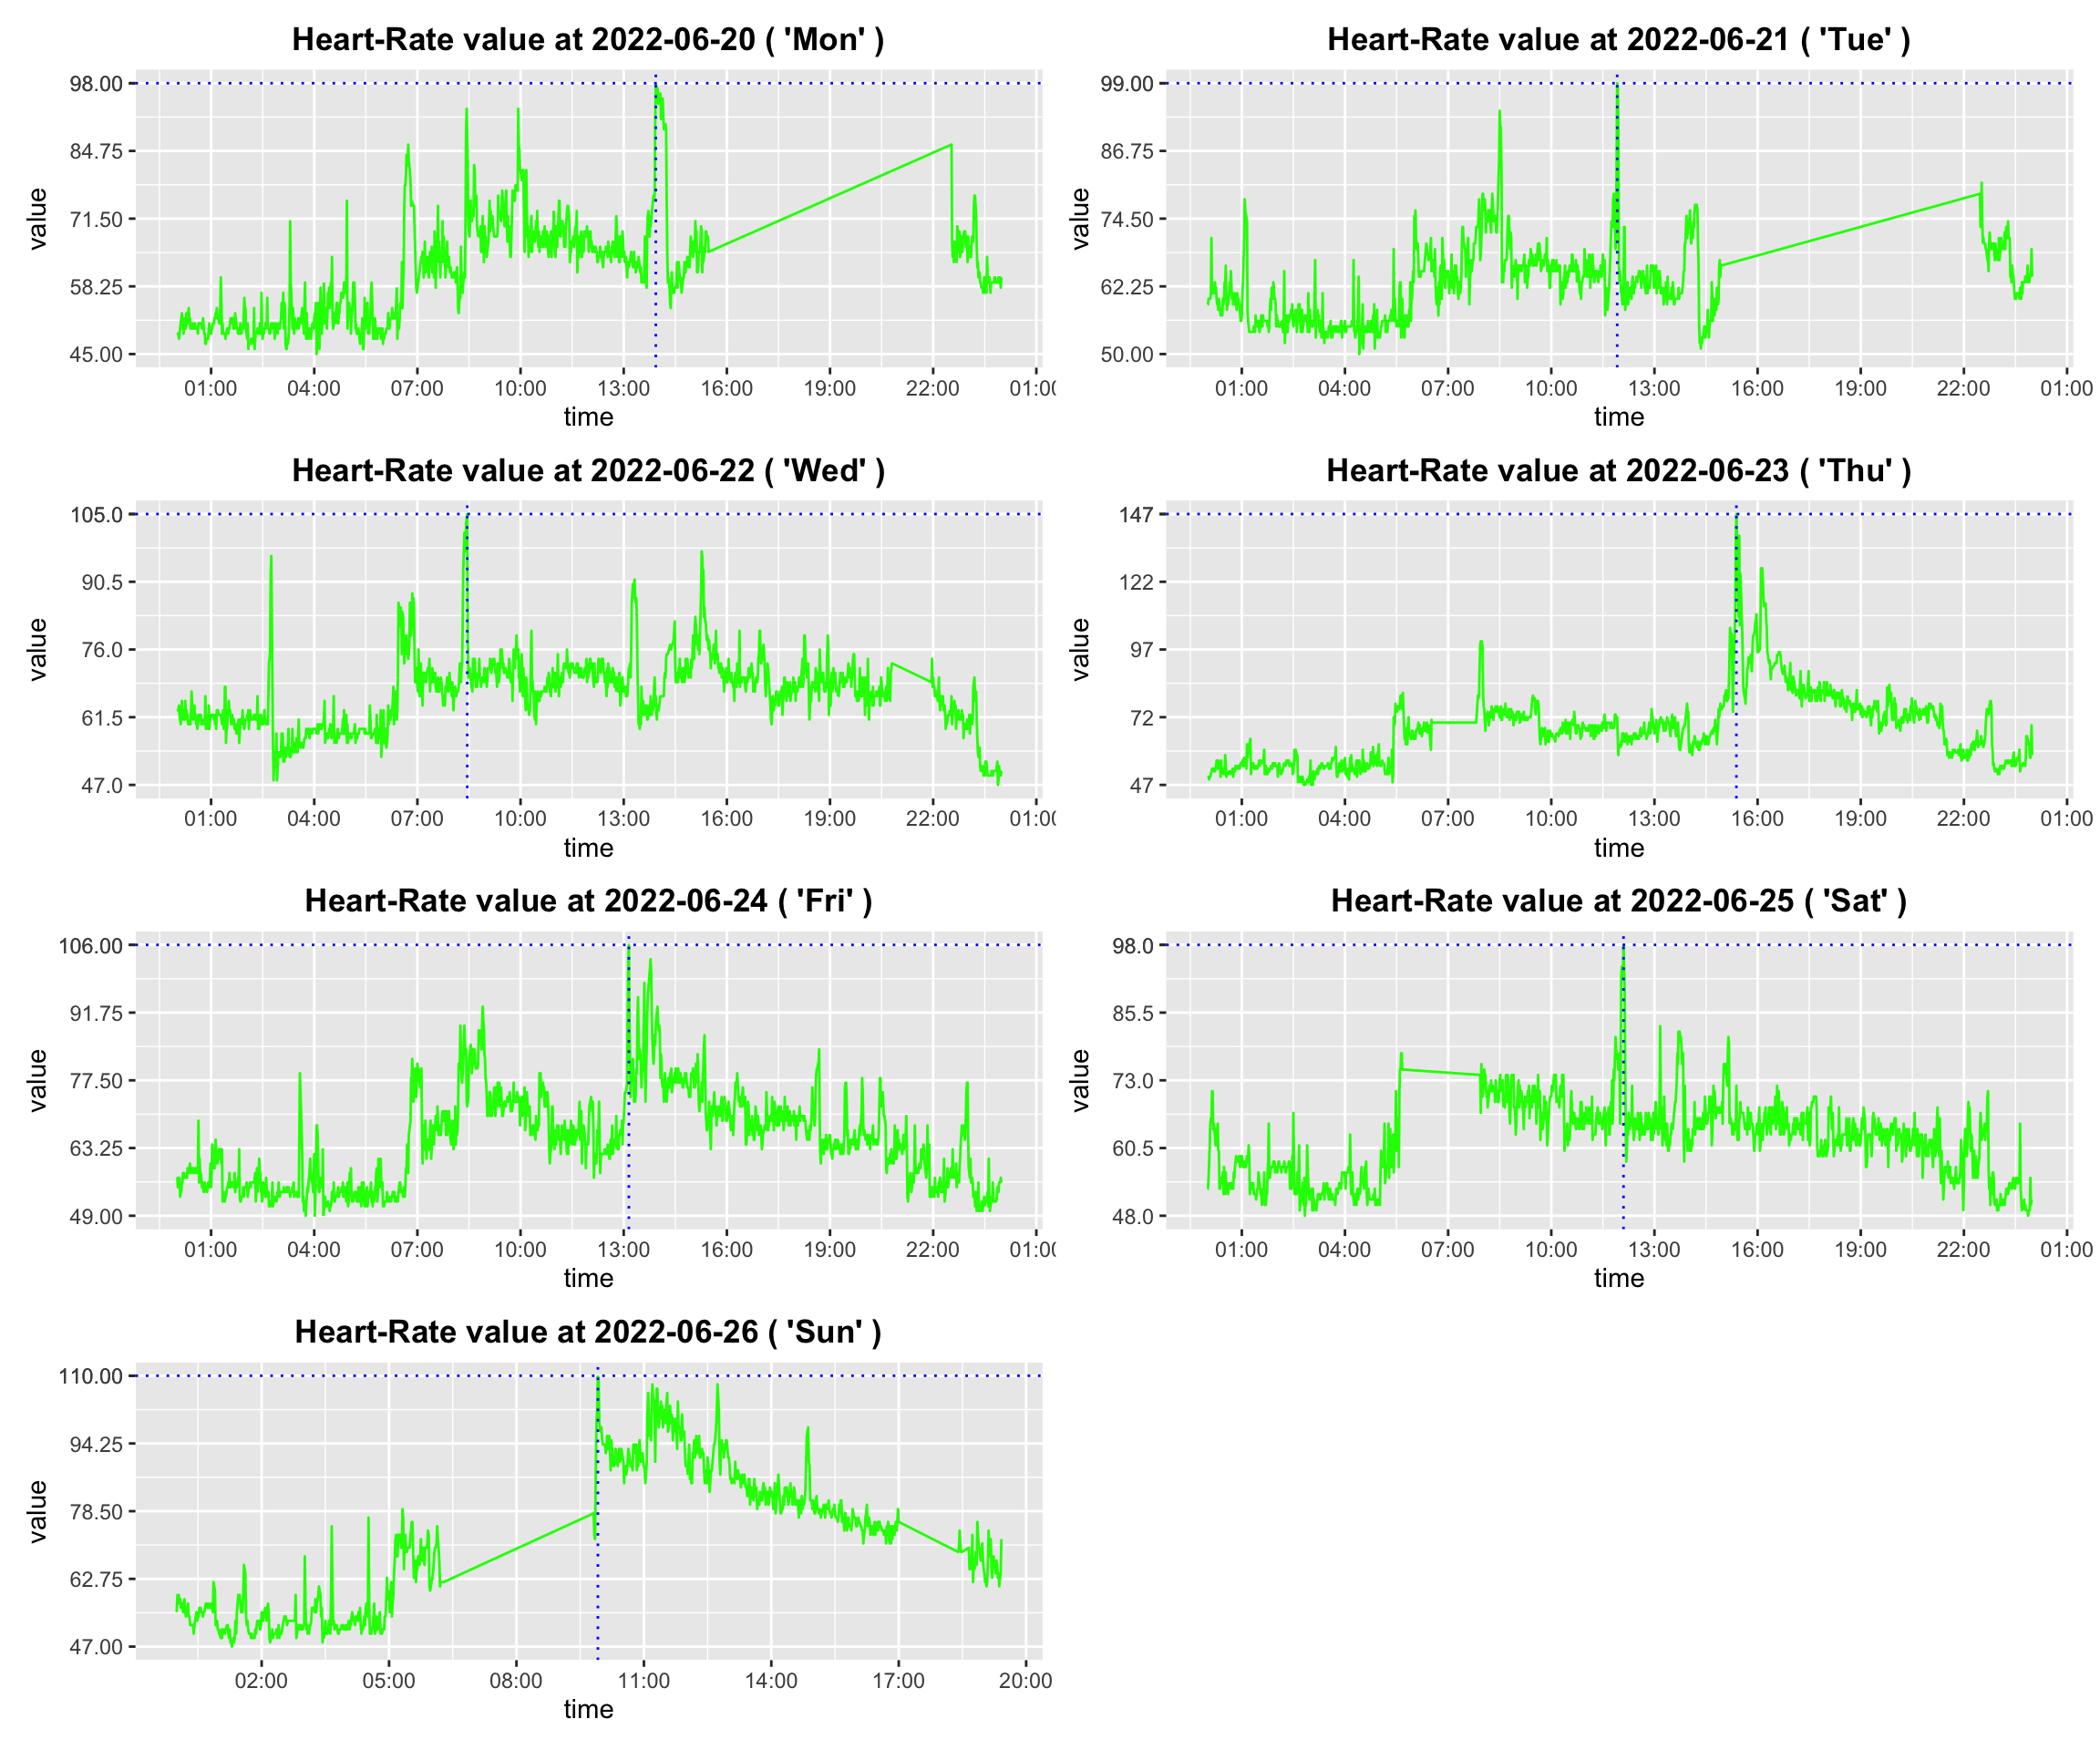 Heart-Rate value at 2022-06-20 ( 'Mon' )
98.00
84.75
71.50
58.25
45.00
value
01:00 04:00 07:00 10:00 13:00 16:00 19:00 22:00 01:00
time
Heart-Rate value at 2022-06-21 ( 'Tue' )
99.00
86.75
74.50
62.25
50.00
value
01:00 04:00 07:00 10:00 13:00 16:00 19:00 22:00 01:00
time
Heart-Rate value at 2022-06-22 ( 'Wed' )
105.0
90.5
76.0
61.5
47.0
value
01:00 04:00 07:00 10:00 13:00 16:00 19:00 22:00 01:00
time
Heart-Rate value at 2022-06-23 ( 'Thu' )
147
122
97
72
47
value
01:00 04:00 07:00 10:00 13:00 16:00 19:00 22:00 01:00
time
Heart-Rate value at 2022-06-24 ( 'Fri' )
106.00
91.75
77.50
63.25
49.00
value
01:00 04:00 07:00 10:00 13:00 16:00 19:00 22:00 01:00
time
Heart-Rate value at 2022-06-25 ( 'Sat' )
98.0
85.5
73.0
60.5
48.0
value
01:00 04:00 07:00 10:00 13:00 16:00 19:00 22:00 01:00
time
Heart-Rate value at 2022-06-26 ( 'Sun' )
110.00
94.25
78.50
62.75
47.00
value
02:00 05:00 08:00 11:00 14:00 17:00 20:00
time